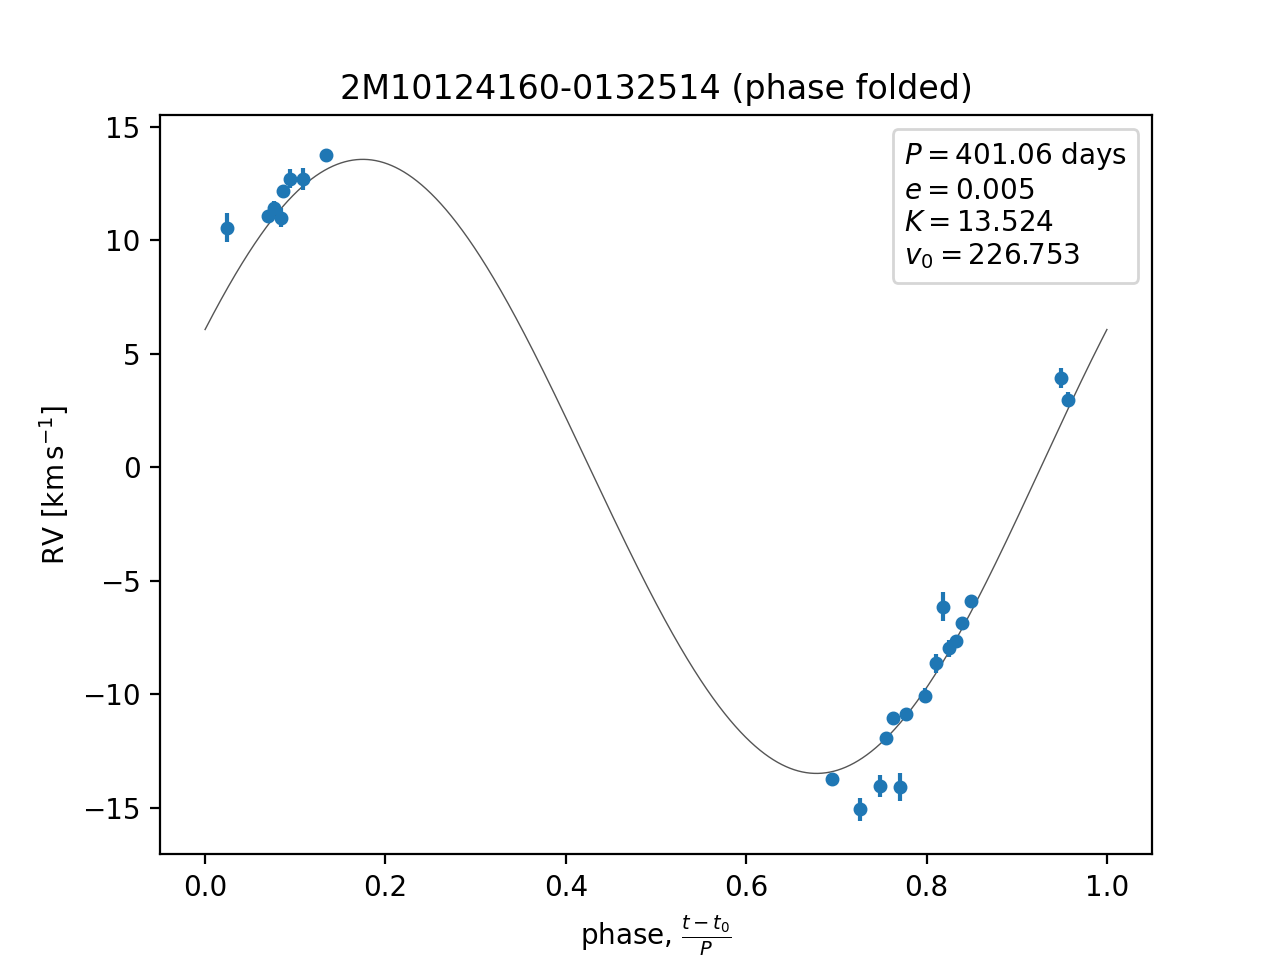 2M10124160-0132514 (phase folded)
P = 401.06 days
e = 0.005
K = 13.524
v₀ = 226.753
RV [km s⁻¹]
15
10
5
0
−5
−10
−15
0.0 0.2 0.4 0.6 0.8 1.0
phase, (t − t₀)/P